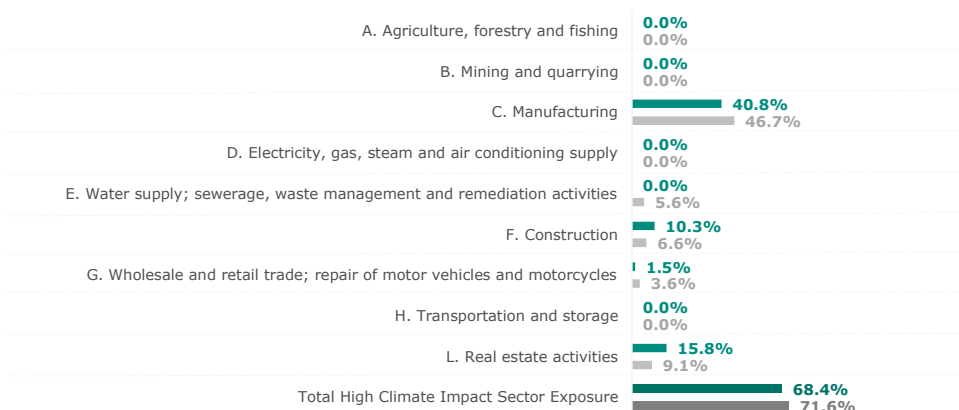 A. Agriculture, forestry and fishing
0.0%
0.0%
B. Mining and quarrying
0.0%
0.0%
C. Manufacturing
40.8%
46.7%
D. Electricity, gas, steam and air conditioning supply
0.0%
0.0%
E. Water supply; sewerage, waste management and remediation activities
0.0%
5.6%
F. Construction
10.3%
6.6%
G. Wholesale and retail trade; repair of motor vehicles and motorcycles
1.5%
3.6%
H. Transportation and storage
0.0%
0.0%
L. Real estate activities
15.8%
9.1%
Total High Climate Impact Sector Exposure
68.4%
71.6%